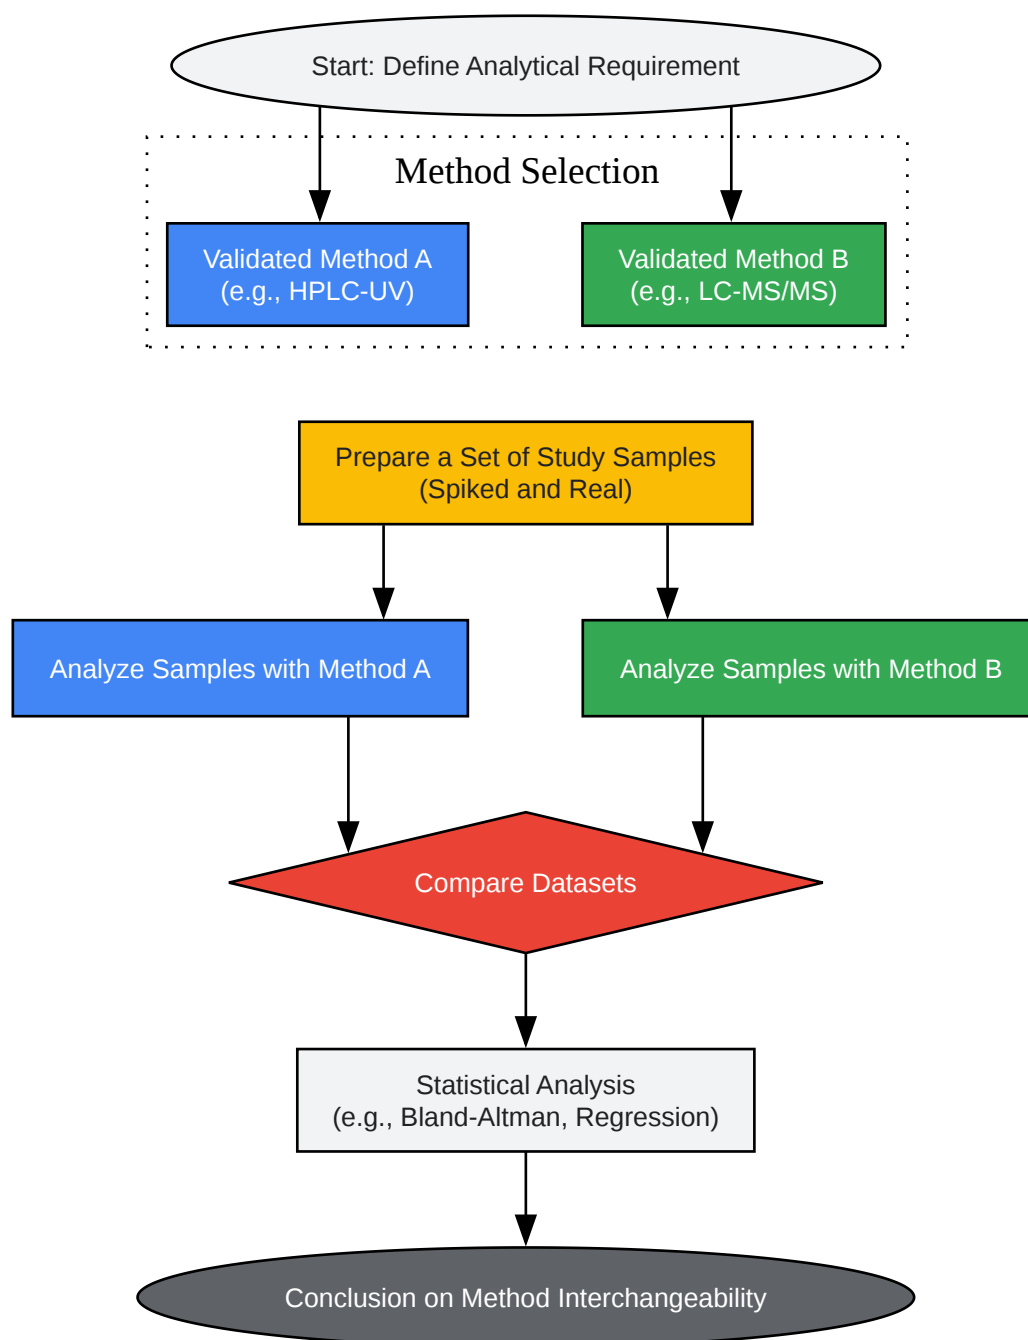 Start: Define Analytical Requirement
Method Selection
Validated Method A
(e.g., HPLC-UV)
Validated Method B
(e.g., LC-MS/MS)
Prepare a Set of Study Samples
(Spiked and Real)
Analyze Samples with Method A
Analyze Samples with Method B
Compare Datasets
Statistical Analysis
(e.g., Bland-Altman, Regression)
Conclusion on Method Interchangeability